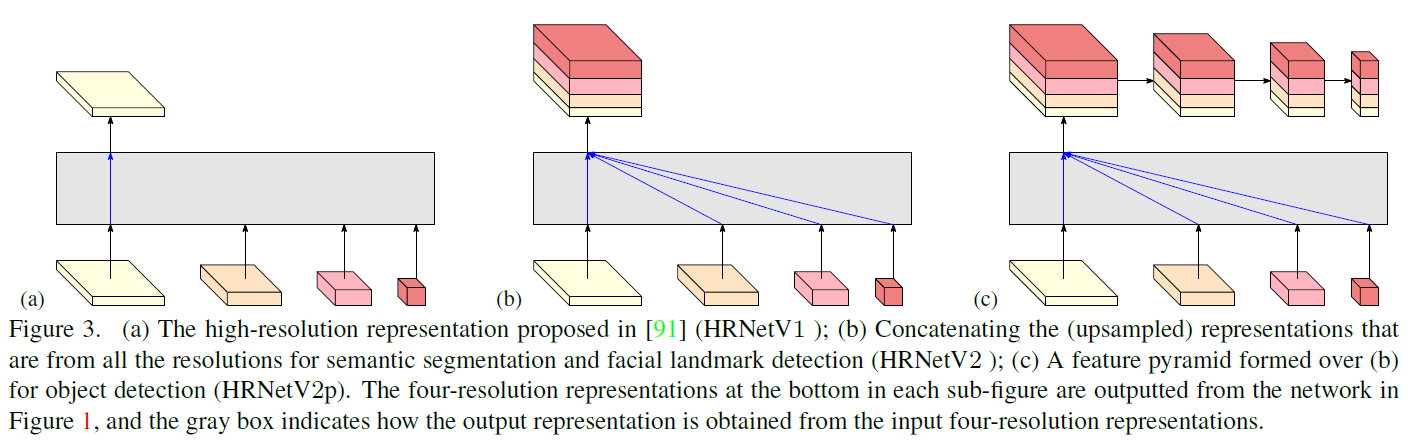 (a) (b) (c)
Figure 3. (a) The high-resolution representation proposed in [91] (HRNetV1 ); (b) Concatenating the (upsampled) representations that
are from all the resolutions for semantic segmentation and facial landmark detection (HRNetV2 ); (c) A feature pyramid formed over (b)
for object detection (HRNetV2p). The four-resolution representations at the bottom in each sub-figure are outputted from the network in
Figure 1, and the gray box indicates how the output representation is obtained from the input four-resolution representations.